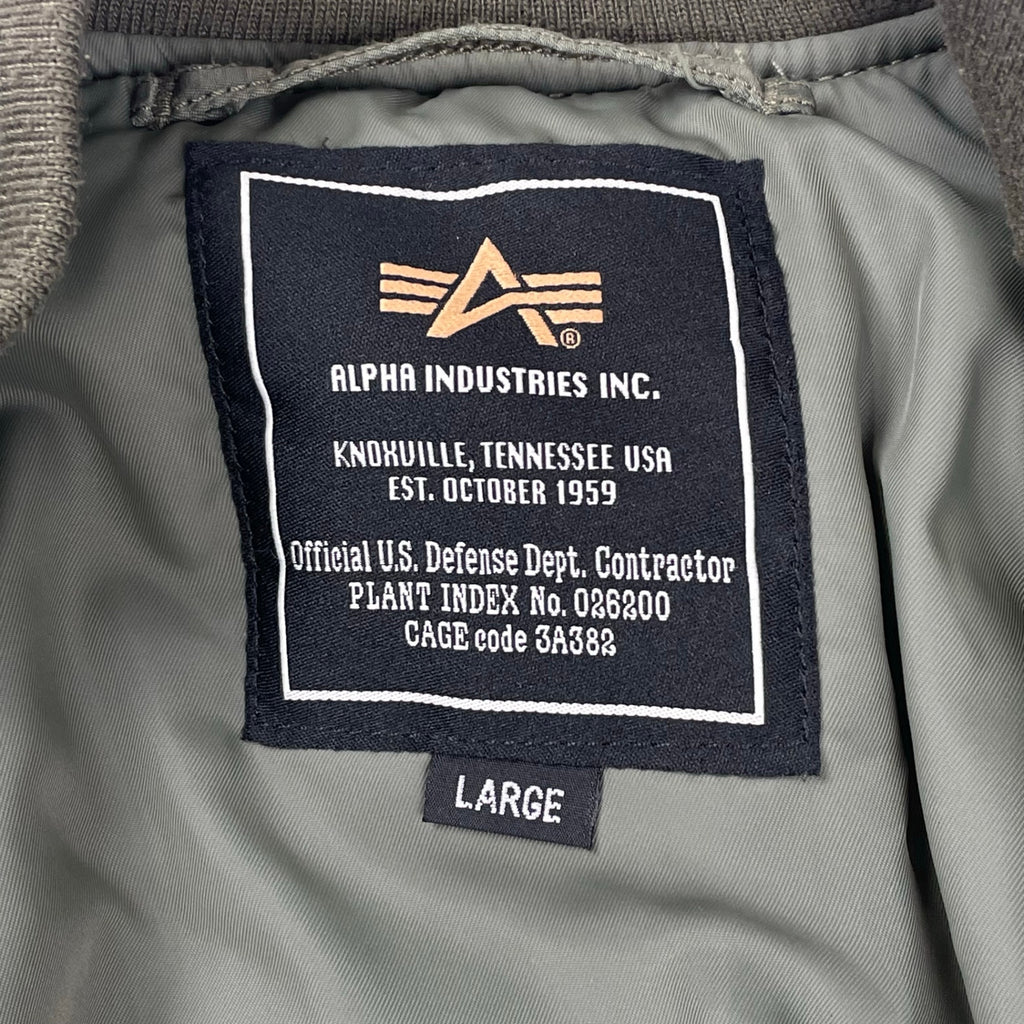 ®
ALPHA INDUSTRIES INC.
KNOXVILLE, TENNESSEE USA
EST. OCTOBER 1959
Official U.S. Defense Dept. Contractor
PLANT INDEX No. 026200
CAGE code 3A382
LARGE